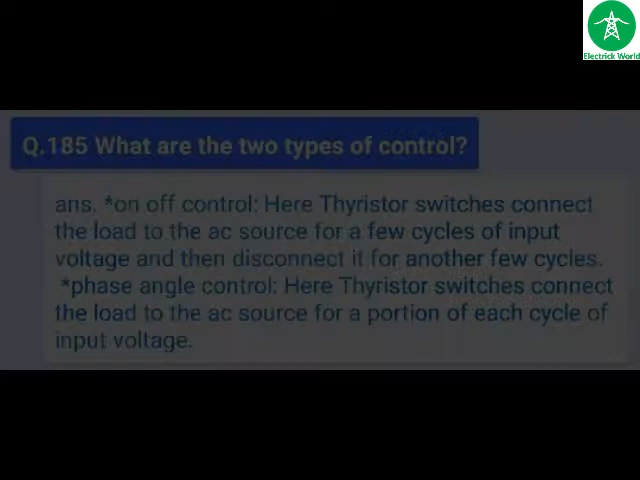 Electrick World
Q.185 What are the two types of control?
ans. *on off control: Here Thyristor switches connect
the load to the ac source for a few cycles of input
voltage and then disconnect it for another few cycles.
*phase angle control: Here Thyristor switches connect
the load to the ac source for a portion of each cycle of
input voltage.